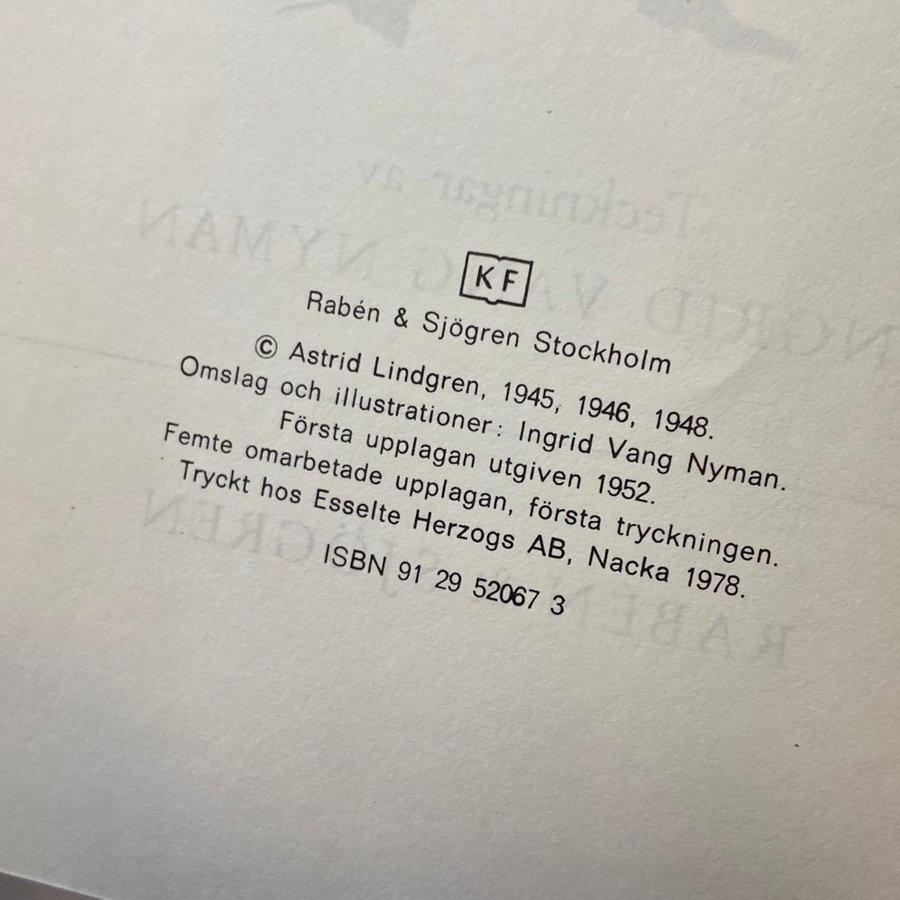 KF
Rabén & Sjögren Stockholm
© Astrid Lindgren, 1945, 1946, 1948.
Omslag och illustrationer: Ingrid Vang Nyman.
Första upplagan utgiven 1952.
Femte omarbetade upplagan, första tryckningen.
Tryckt hos Esselte Herzogs AB, Nacka 1978.
ISBN 91 29 52067 3